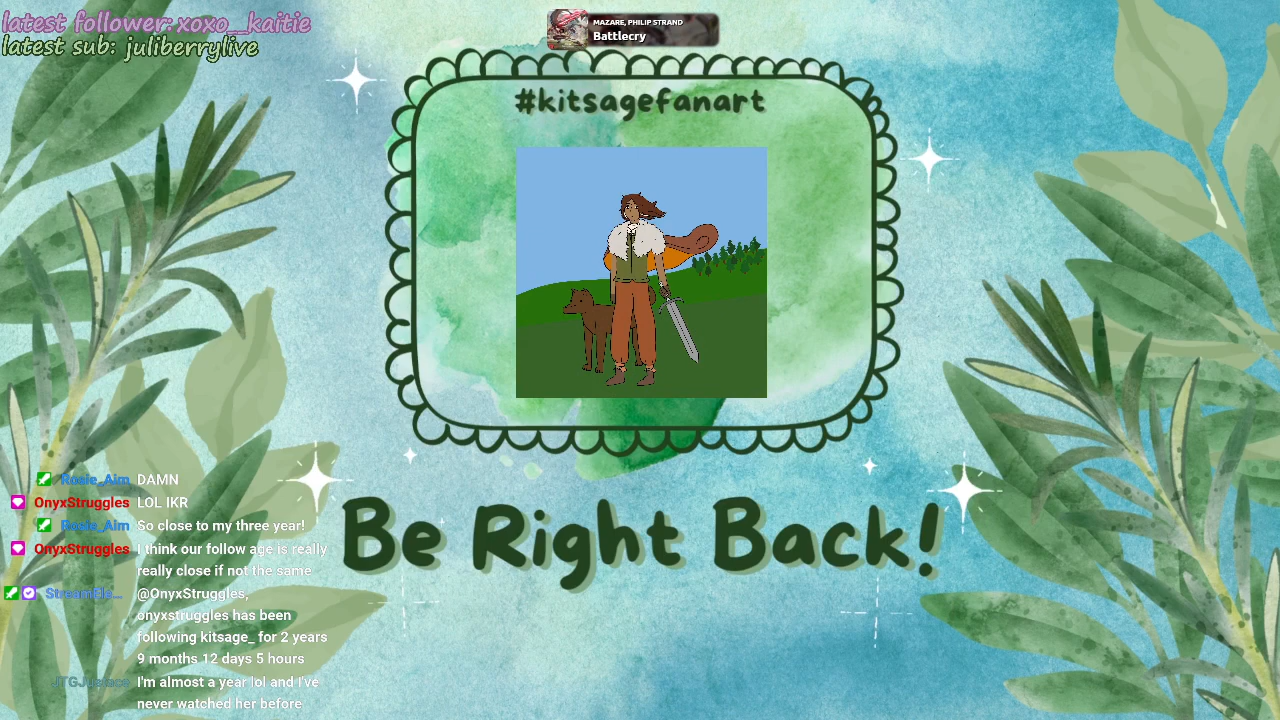 latest follower: xoxo__kaitie
latest sub: juliberrylive
MAZARE, PHILIP STRAND
Battlecry
#kitsagefanart
Be Right Back!
Rosie_Aim DAMN
OnyxStruggles LOL IKR
Rosie_Aim So close to my three year!
OnyxStruggles I think our follow age is really
really close if not the same
StreamEle... @OnyxStruggles,
onyxstruggles has been
following kitsage_ for 2 years
9 months 12 days 5 hours
I'm almost a year lol and I've
never watched her before